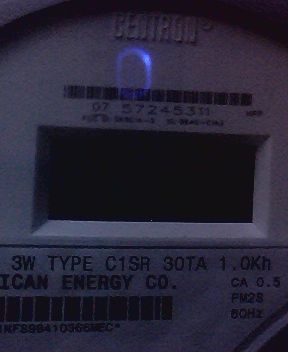 CENTRON®
07 57245311
3W TYPE C1SR 30TA 1.0Kh
ICAN ENERGY CO. CA 0.5
FM2S
60Hz